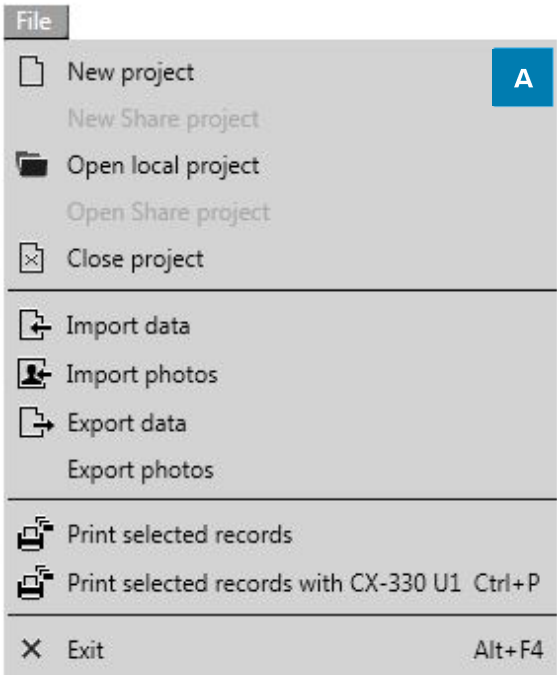 File
New project
A
New Share project
Open local project
Open Share project
Close project
Import data
Import photos
Export data
Export photos
Print selected records
Print selected records with CX-330 U1 Ctrl+P
Exit Alt+F4